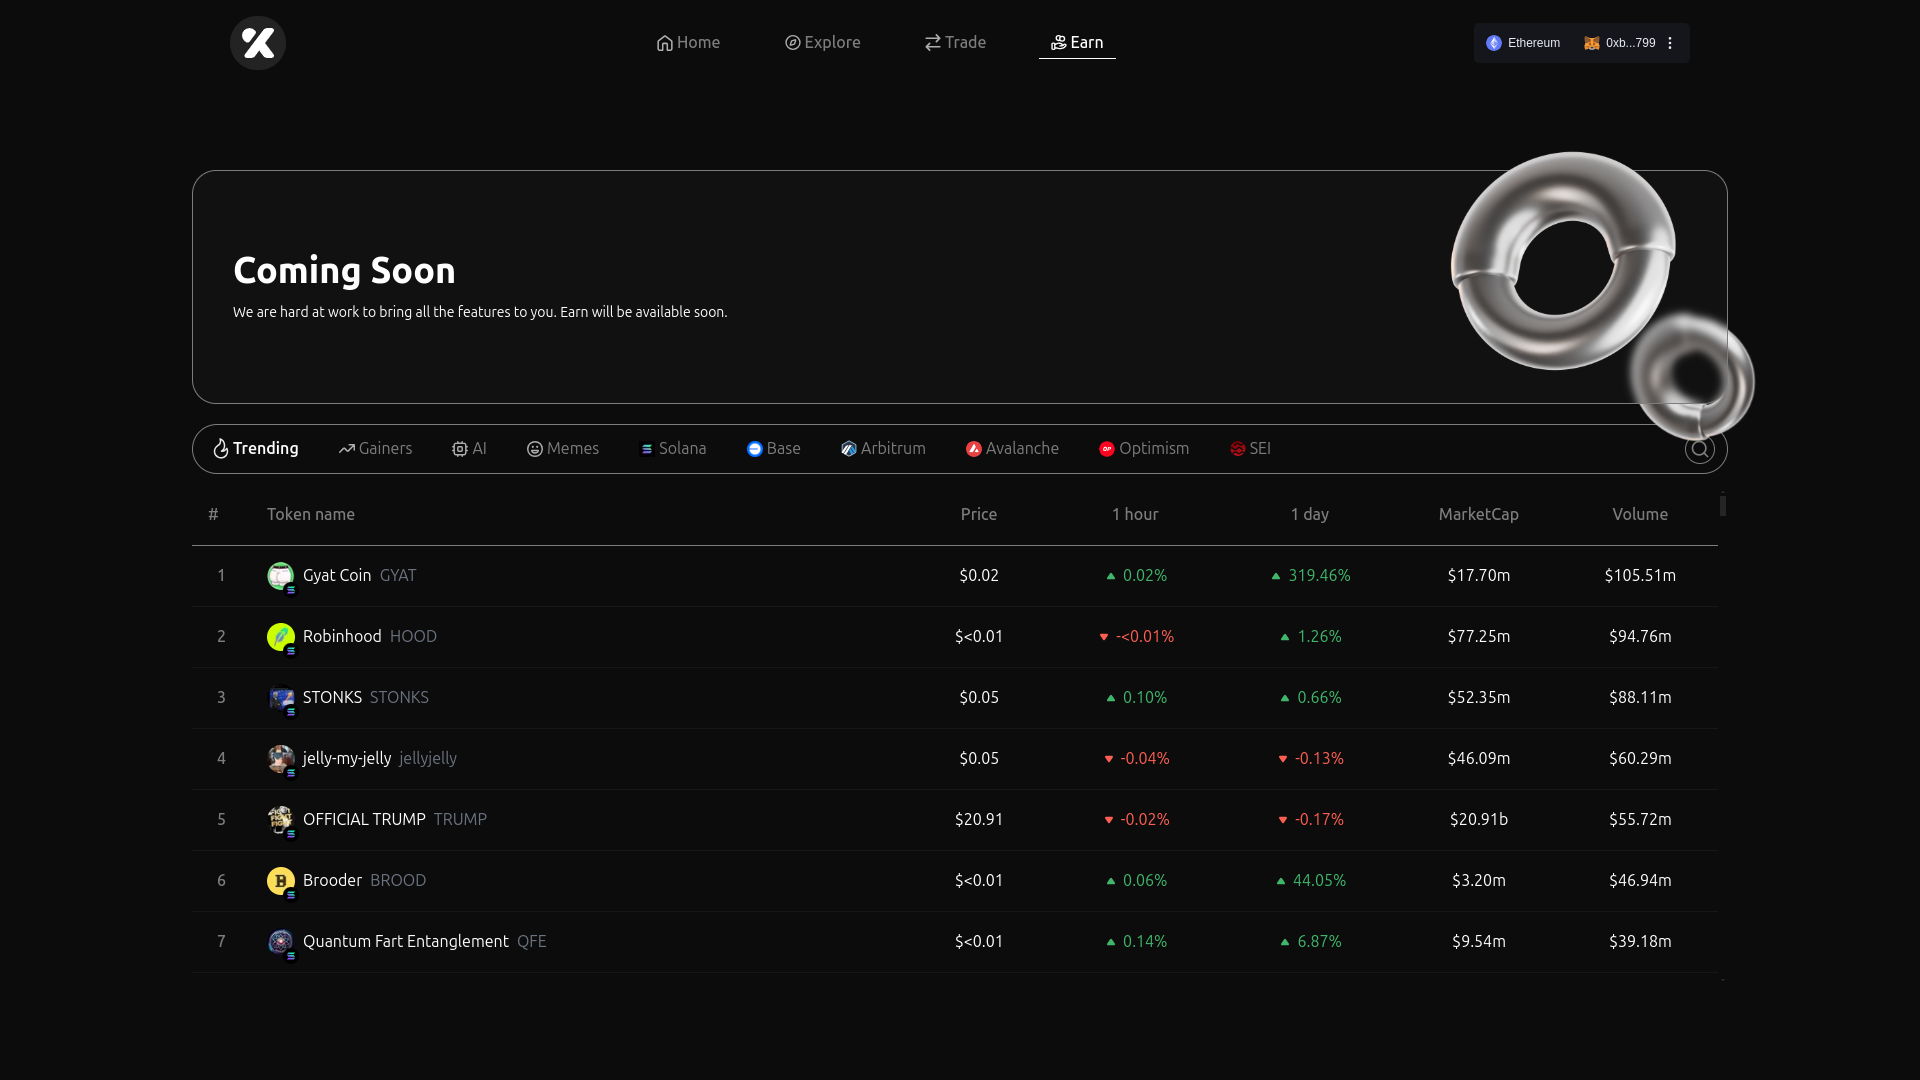 Home Explore Trade Earn Ethereum 0xb...799
Coming Soon
We are hard at work to bring all the features to you. Earn will be available soon.
Trending Gainers AI Memes Solana Base Arbitrum Avalanche Optimism SEI
# Token name Price 1 hour 1 day MarketCap Volume
1 Gyat Coin GYAT $0.02 0.02% 319.46% $17.70m $105.51m
2 Robinhood HOOD $<0.01 -<0.01% 1.26% $77.25m $94.76m
3 STONKS STONKS $0.05 0.10% 0.66% $52.35m $88.11m
4 jelly-my-jelly jellyjelly $0.05 -0.04% -0.13% $46.09m $60.29m
5 OFFICIAL TRUMP TRUMP $20.91 -0.02% -0.17% $20.91b $55.72m
6 Brooder BROOD $<0.01 0.06% 44.05% $3.20m $46.94m
7 Quantum Fart Entanglement QFE $<0.01 0.14% 6.87% $9.54m $39.18m